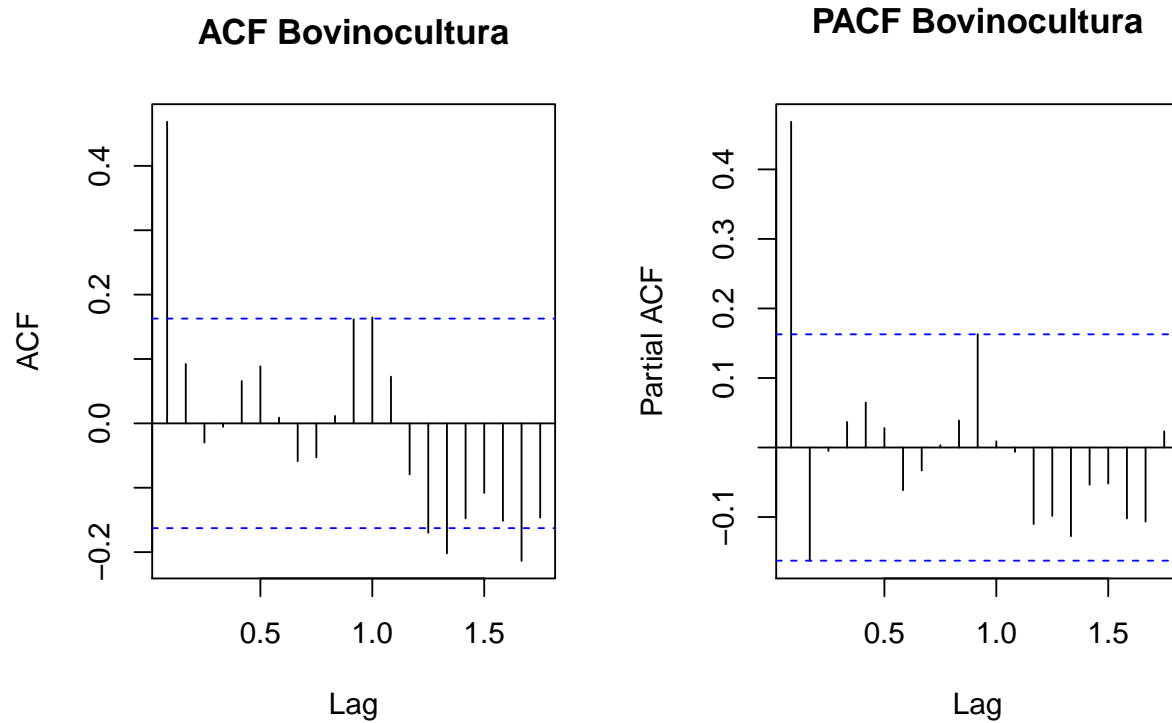 ACF Bovinocultura
ACF
0.4
0.2
0.0
−0.2
0.5 1.0 1.5
Lag
PACF Bovinocultura
Partial ACF
0.4
0.3
0.2
0.1
−0.1
0.5 1.0 1.5
Lag